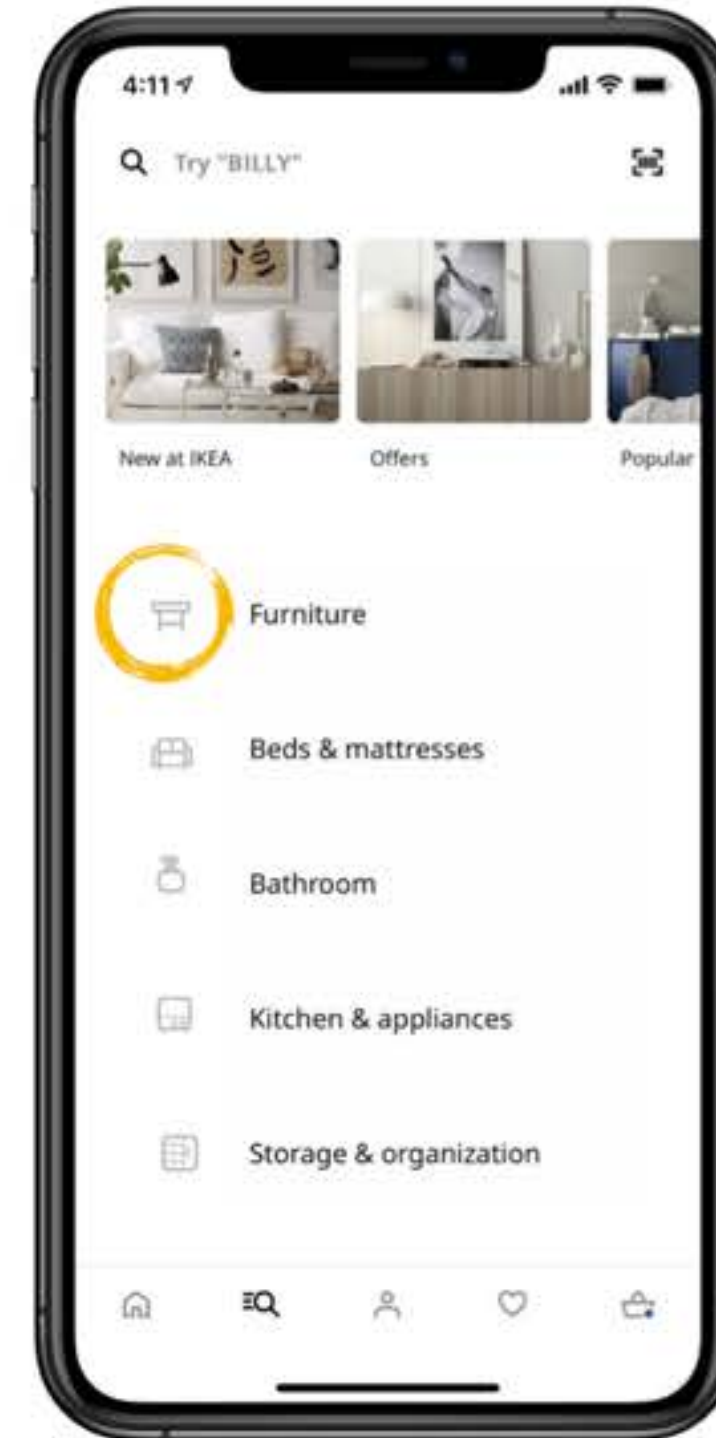 4:11
Try "BILLY"
New at IKEA
Offers
Popular
Furniture
Beds & mattresses
Bathroom
Kitchen & appliances
Storage & organization